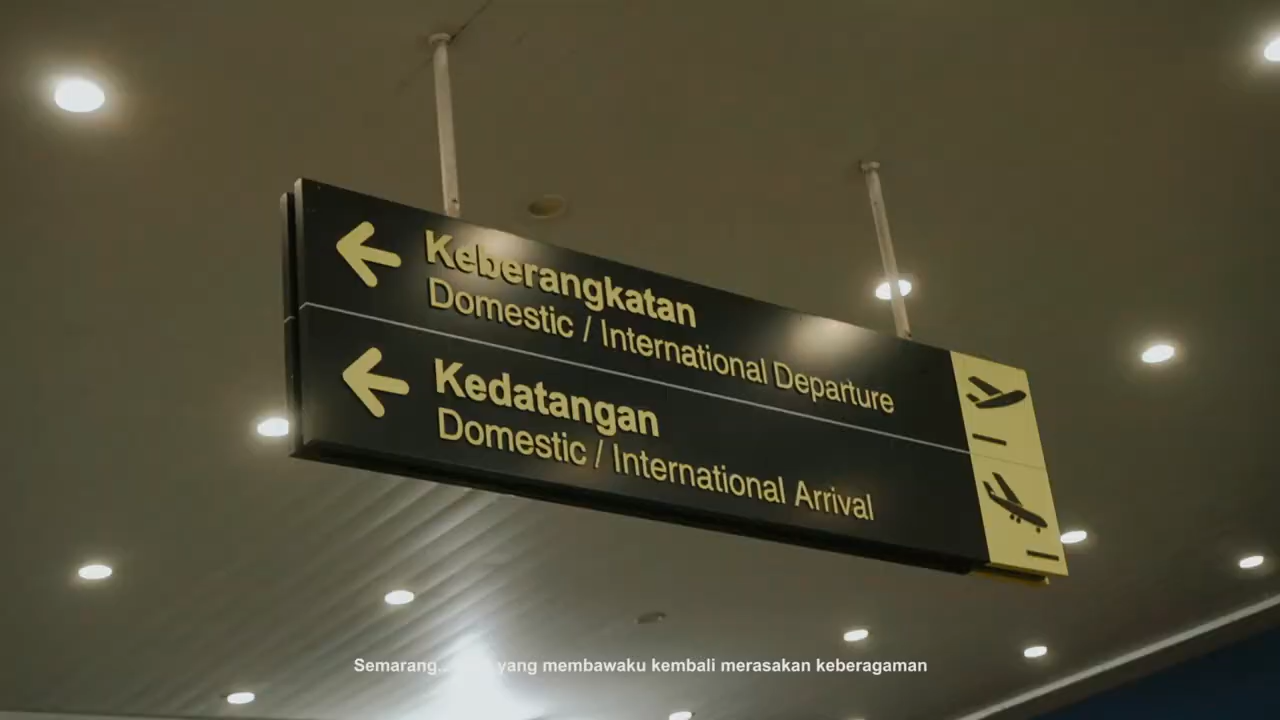 Keberangkatan
Domestic / International Departure
Kedatangan
Domestic / International Arrival
Semarang.. yang membawaku kembali merasakan keberagaman